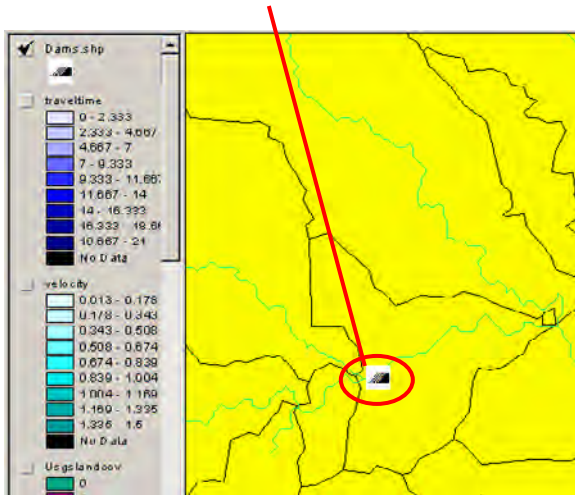 Dams.shp
traveltime
0 - 2.333
2.333 - 4.667
4.667 - 7
7 - 9.333
9.333 - 11.667
11.667 - 14
14 - 16.333
16.333 - 18.6
18.667 - 21
No Data
velocity
0.013 - 0.178
0.178 - 0.343
0.343 - 0.508
0.508 - 0.674
0.674 - 0.839
0.839 - 1.004
1.004 - 1.169
1.169 - 1.335
1.335 - 1.5
No Data
Usgslandcov
0